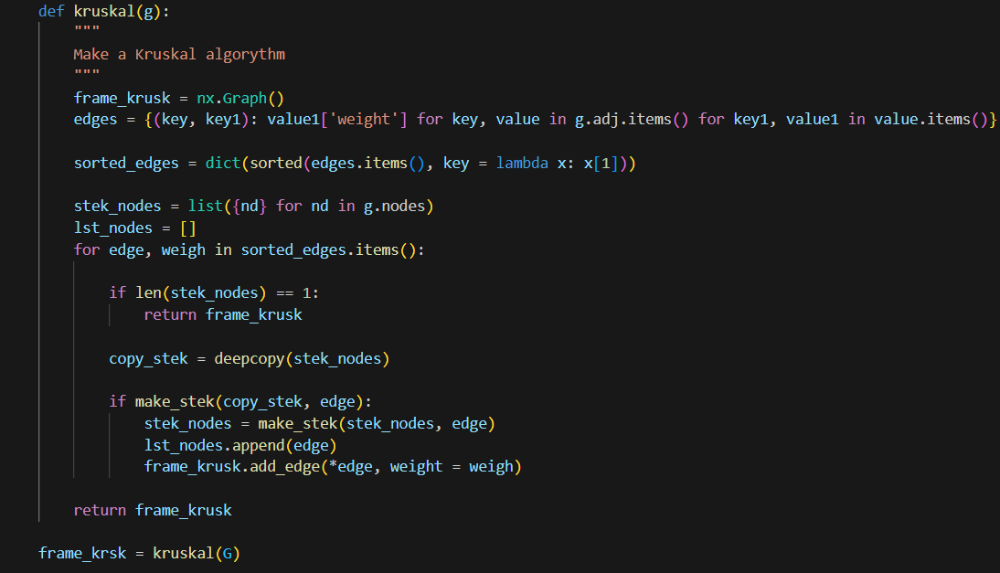 def kruskal(g):
"""
Make a Kruskal algorythm
"""
frame_krusk = nx.Graph()
edges = {(key, key1): value1['weight'] for key, value in g.adj.items() for key1, value1 in value.items()}
sorted_edges = dict(sorted(edges.items(), key = lambda x: x[1]))
stek_nodes = list({nd} for nd in g.nodes)
lst_nodes = []
for edge, weigh in sorted_edges.items():
if len(stek_nodes) == 1:
return frame_krusk
copy_stek = deepcopy(stek_nodes)
if make_stek(copy_stek, edge):
stek_nodes = make_stek(stek_nodes, edge)
lst_nodes.append(edge)
frame_krusk.add_edge(*edge, weight = weigh)
return frame_krusk
frame_krsk = kruskal(G)